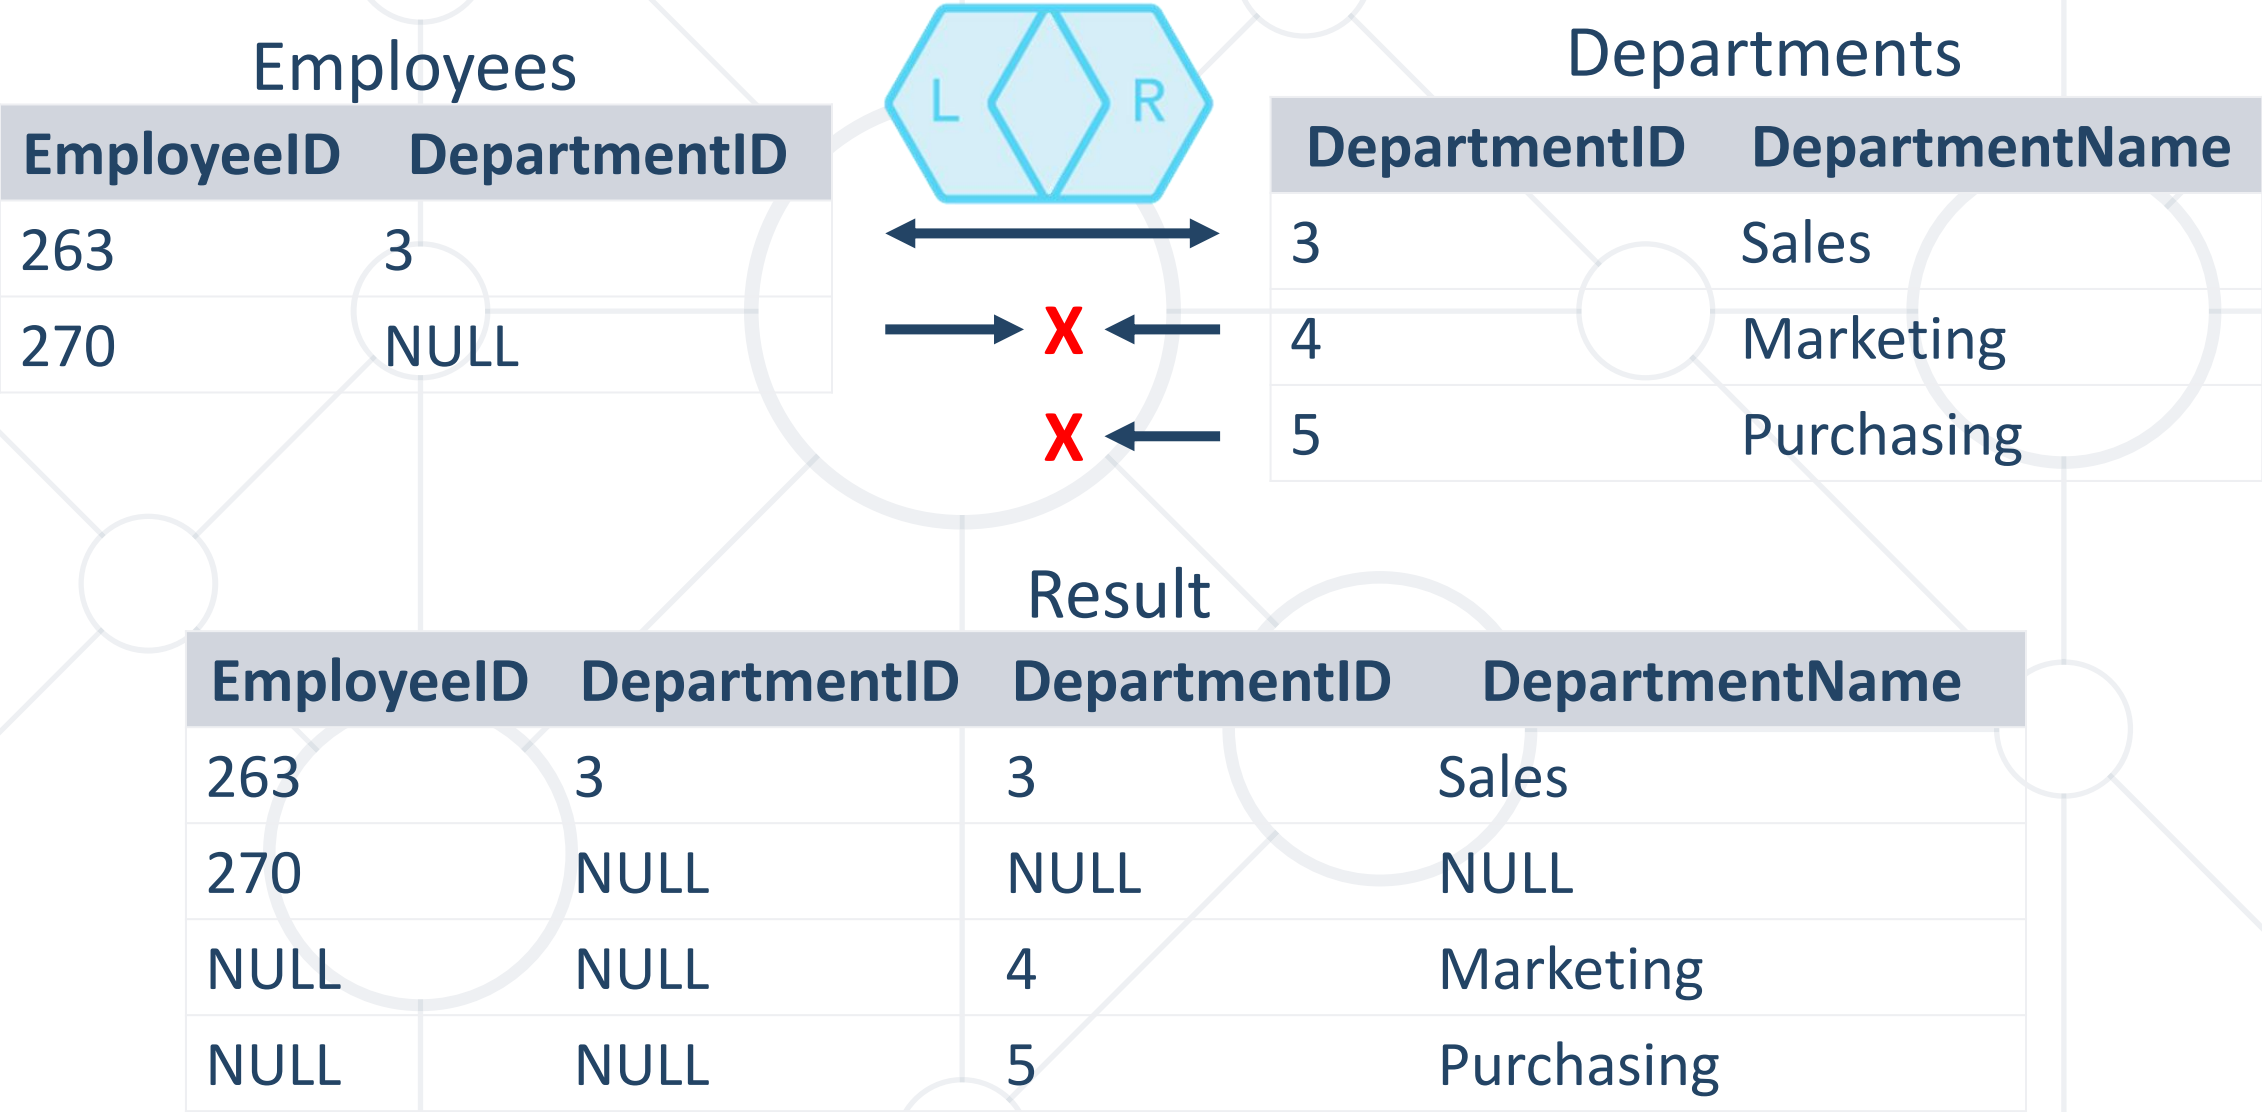 Employees
EmployeeID DepartmentID
263 3
270 NULL
L R
X
X
Departments
DepartmentID DepartmentName
3 Sales
4 Marketing
5 Purchasing
Result
EmployeeID DepartmentID DepartmentID DepartmentName
263 3 3 Sales
270 NULL NULL NULL
NULL NULL 4 Marketing
NULL NULL 5 Purchasing